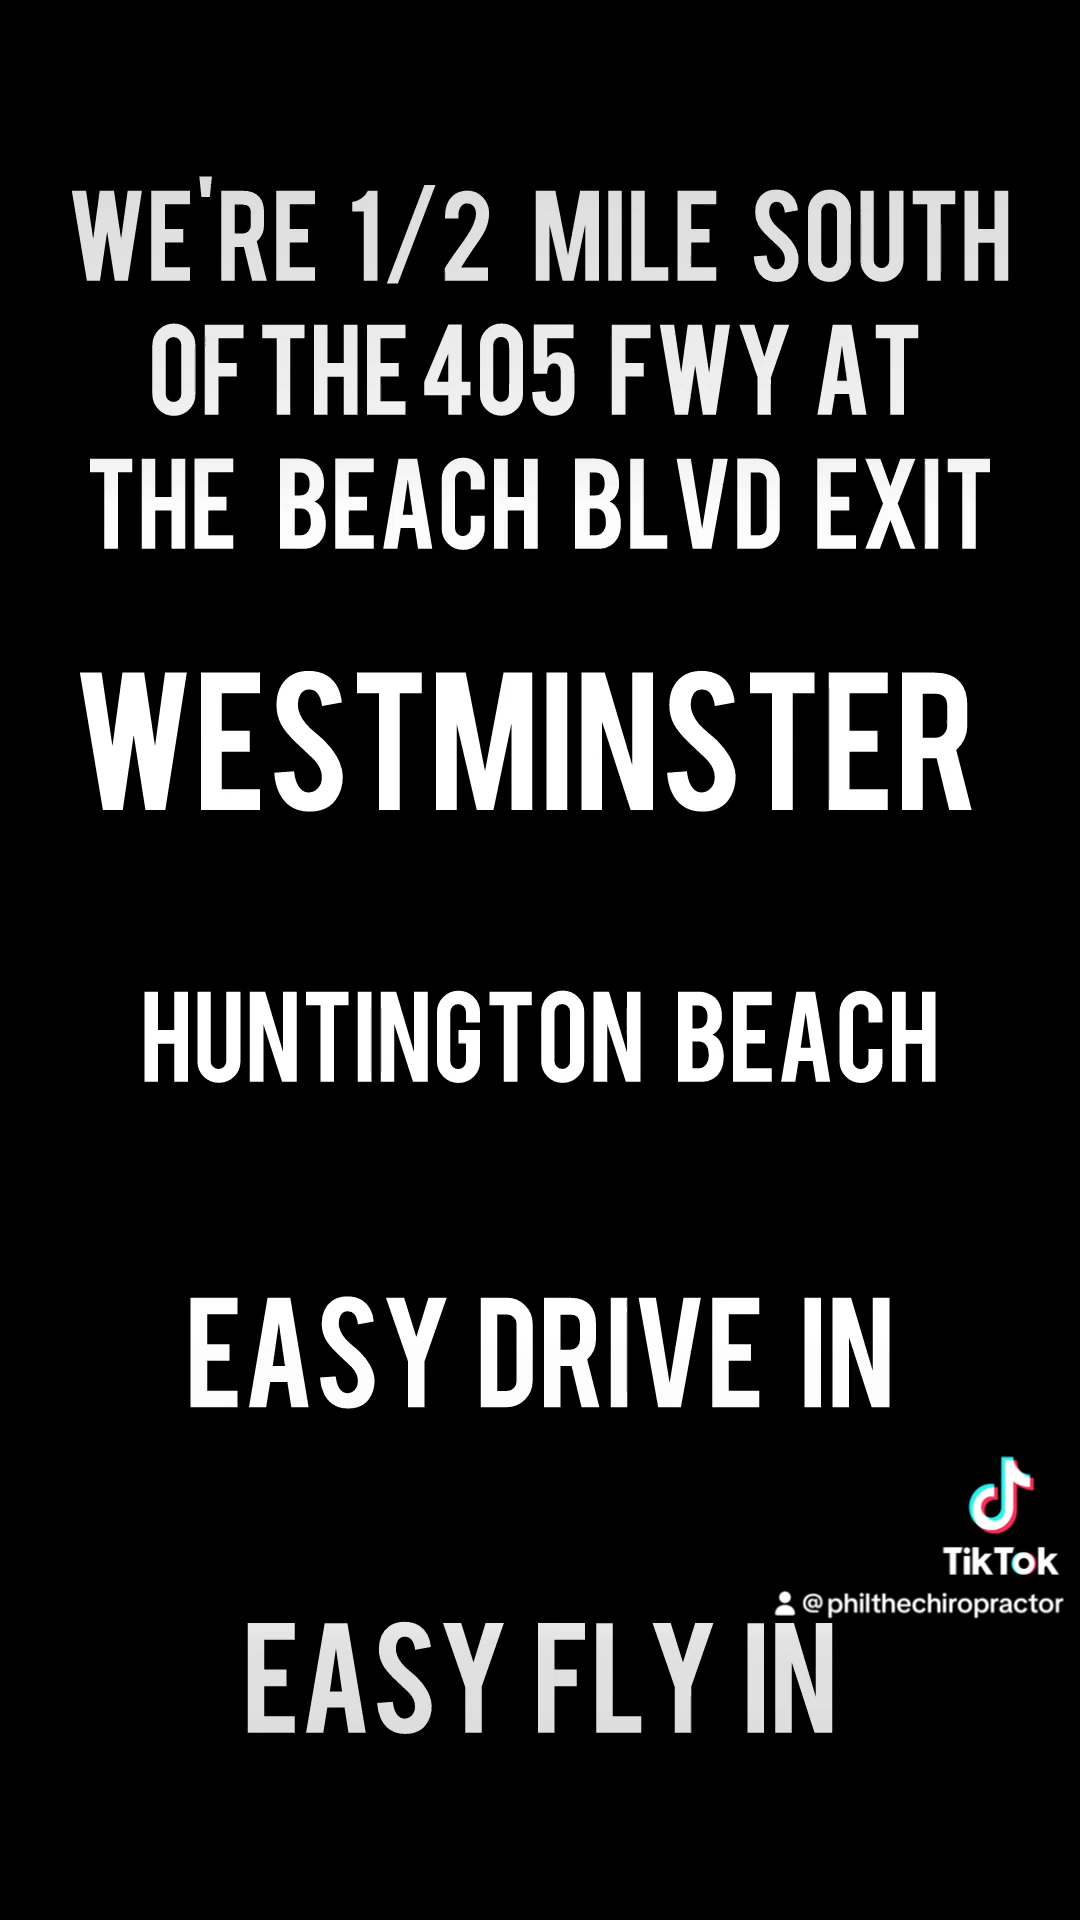 WE'RE 1/2 MILE SOUTH
OF THE 405 FWY AT
THE BEACH BLVD EXIT
WESTMINSTER
HUNTINGTON BEACH
EASY DRIVE IN
TikTok
@philthechiropractor
EASY FLY IN